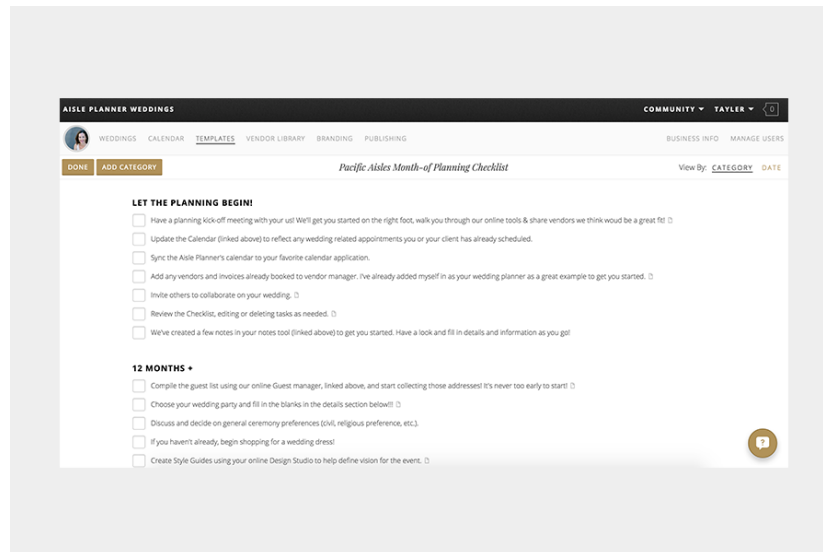 AISLE PLANNER WEDDINGS COMMUNITY TAYLER 0
WEDDINGS CALENDAR TEMPLATES VENDOR LIBRARY BRANDING PUBLISHING BUSINESS INFO MANAGE USERS
DONE ADD CATEGORY Pacific Aisles Month-of Planning Checklist View By: CATEGORY DATE
LET THE PLANNING BEGIN!
Have a planning kick-off meeting with your us! We'll get you started on the right foot, walk you through our online tools & share vendors we think woud be a great fit!
Update the Calendar (linked above) to reflect any wedding related appointments you or your client has already scheduled.
Sync the Aisle Planner's calendar to your favorite calendar application.
Add any vendors and invoices already booked to vendor manager. I've already added myself in as your wedding planner as a great example to get you started.
Invite others to collaborate on your wedding.
Review the Checklist, editing or deleting tasks as needed.
We've created a few notes in your notes tool (linked above) to get you started. Have a look and fill in details and information as you go!
12 MONTHS +
Compile the guest list using our online Guest manager, linked above, and start collecting those addresses! It's never too early to start!
Choose your wedding party and fill in the blanks in the details section below!!!
Discuss and decide on general ceremony preferences (civil, religious preference, etc.).
If you haven't already, begin shopping for a wedding dress!
Create Style Guides using your online Design Studio to help define vision for the event.
?